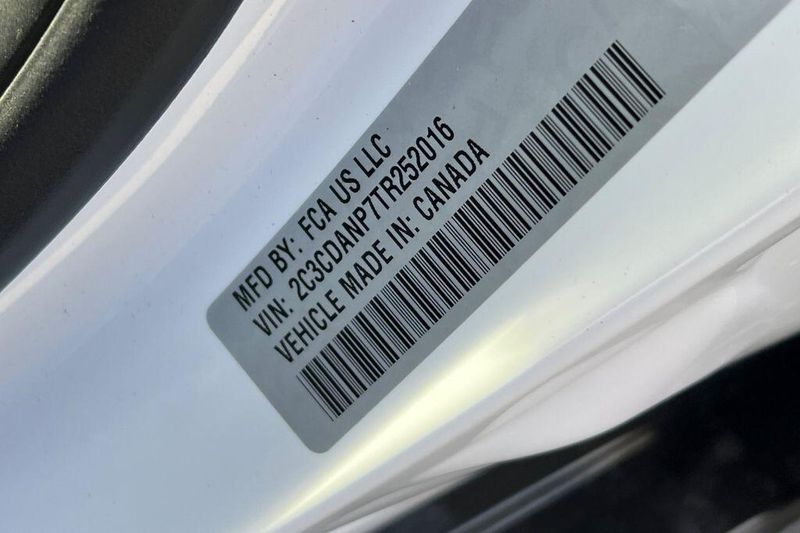 MFD BY: FCA US LLC
VIN: 2C3CDANP7TR252016
VEHICLE MADE IN: CANADA